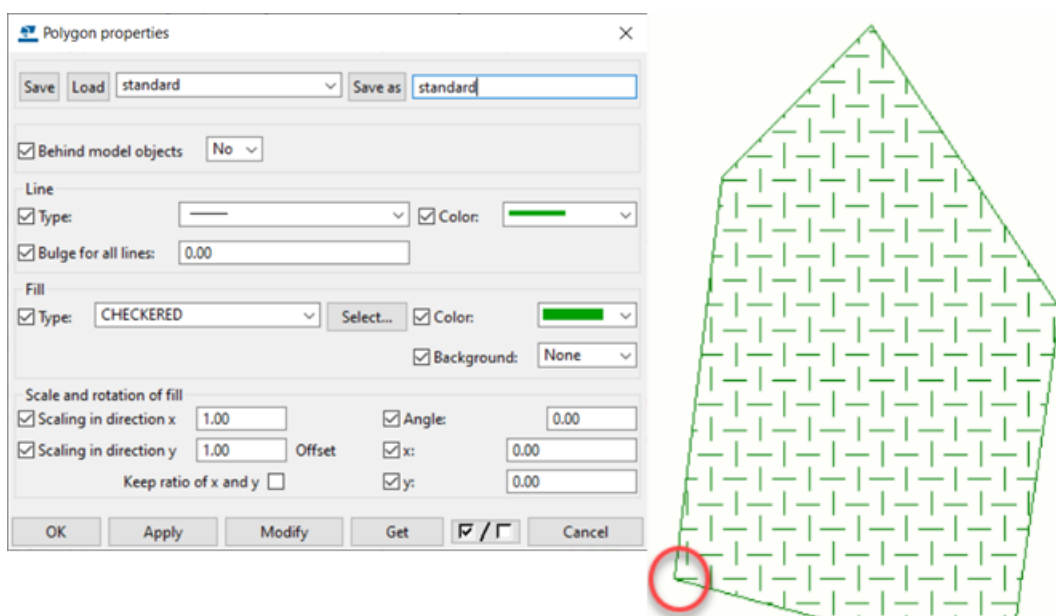 Polygon properties
Save Load standard Save as standard
Behind model objects No
Line
Type: Color:
Bulge for all lines: 0.00
Fill
Type: CHECKERED Select... Color:
Background: None
Scale and rotation of fill
Scaling in direction x 1.00 Angle: 0.00
Scaling in direction y 1.00 Offset x: 0.00
Keep ratio of x and y y: 0.00
OK Apply Modify Get / Cancel